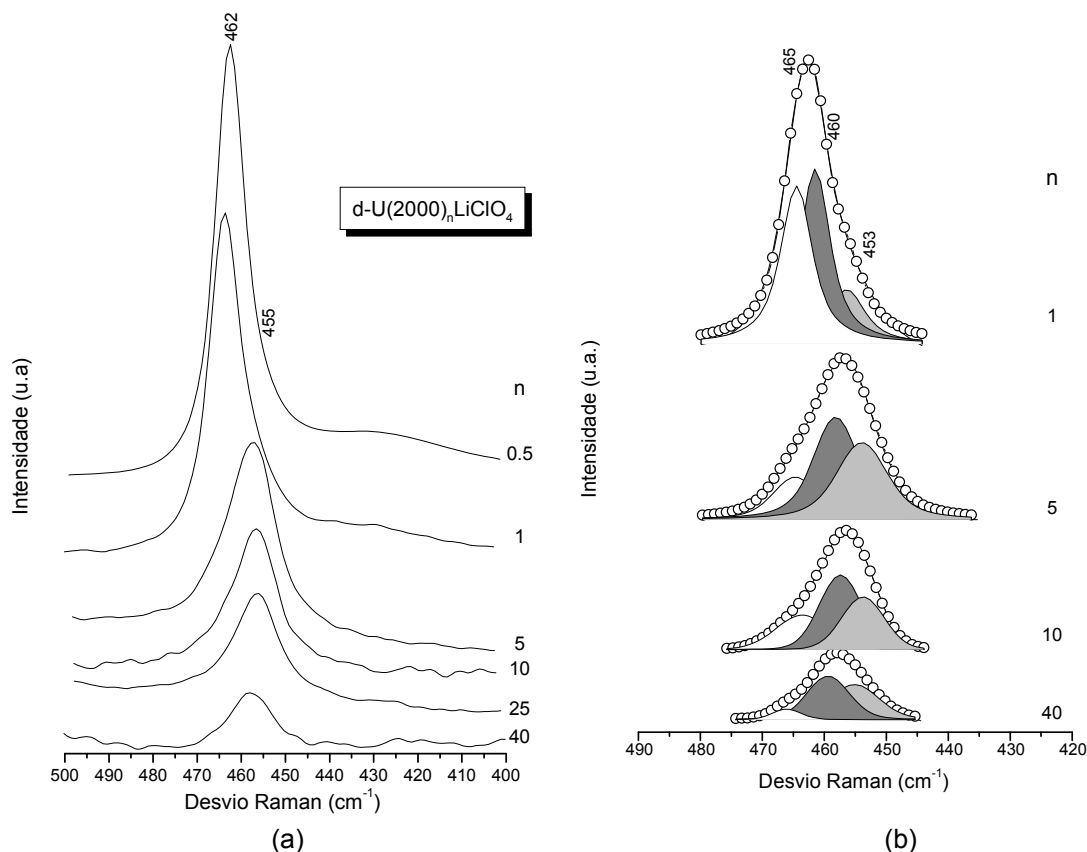 462
d-U(2000)nLiClO4
455
n
0.5
1
5
10
25
40
Intensidade (u.a)
500 490 480 470 460 450 440 430 420 410 400
Desvio Raman (cm-1)
(a)
465
460
453
n
1
5
10
40
Intensidade (u.a.)
490 480 470 460 450 440 430 420
Desvio Raman (cm-1)
(b)